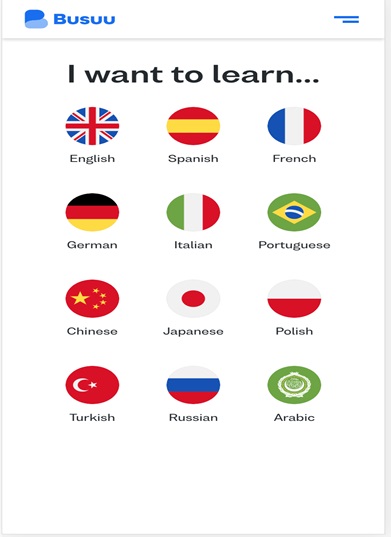 Busuu
I want to learn...
English Spanish French
German Italian Portuguese
Chinese Japanese Polish
Turkish Russian Arabic